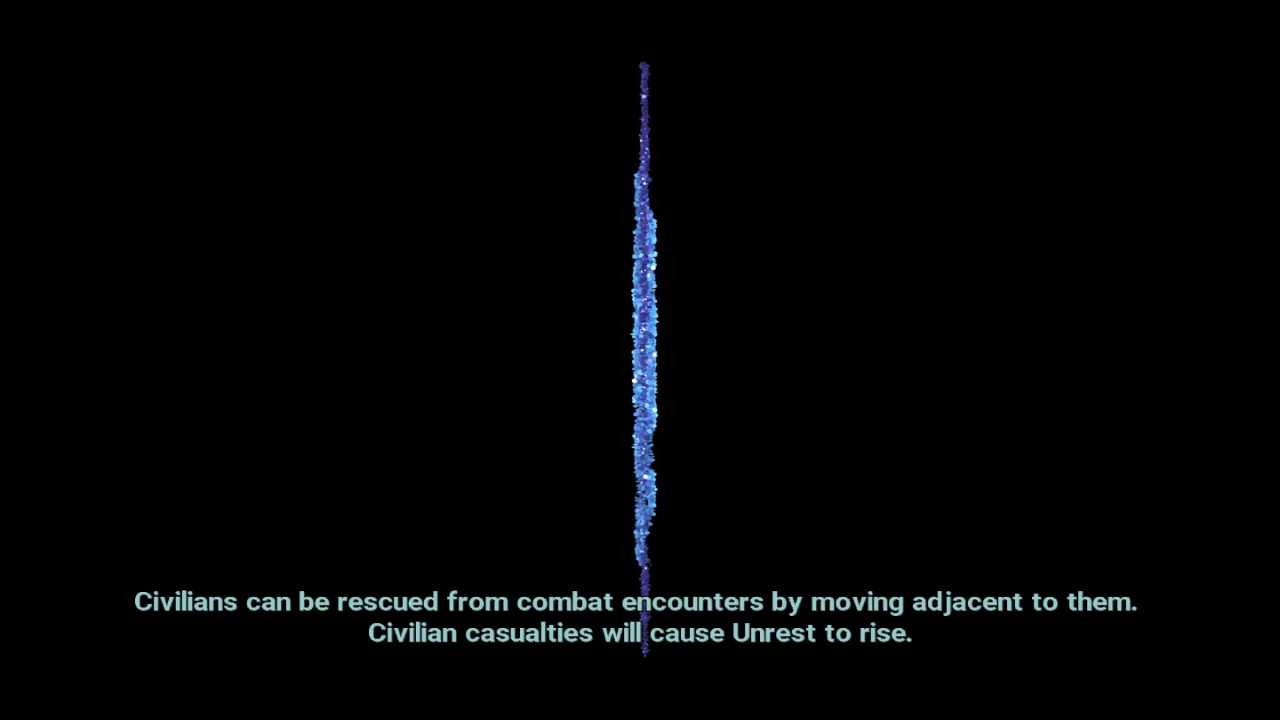 Civilians can be rescued from combat encounters by moving adjacent to them.
Civilian casualties will cause Unrest to rise.